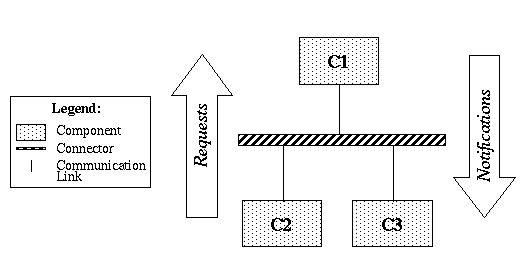 C1
Requests
Notifications
Legend:
Component
Connector
Communication
Link
C2
C3